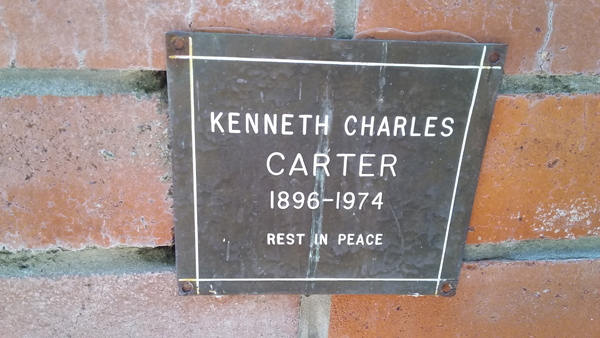 KENNETH CHARLES
CARTER
1896-1974
REST IN PEACE